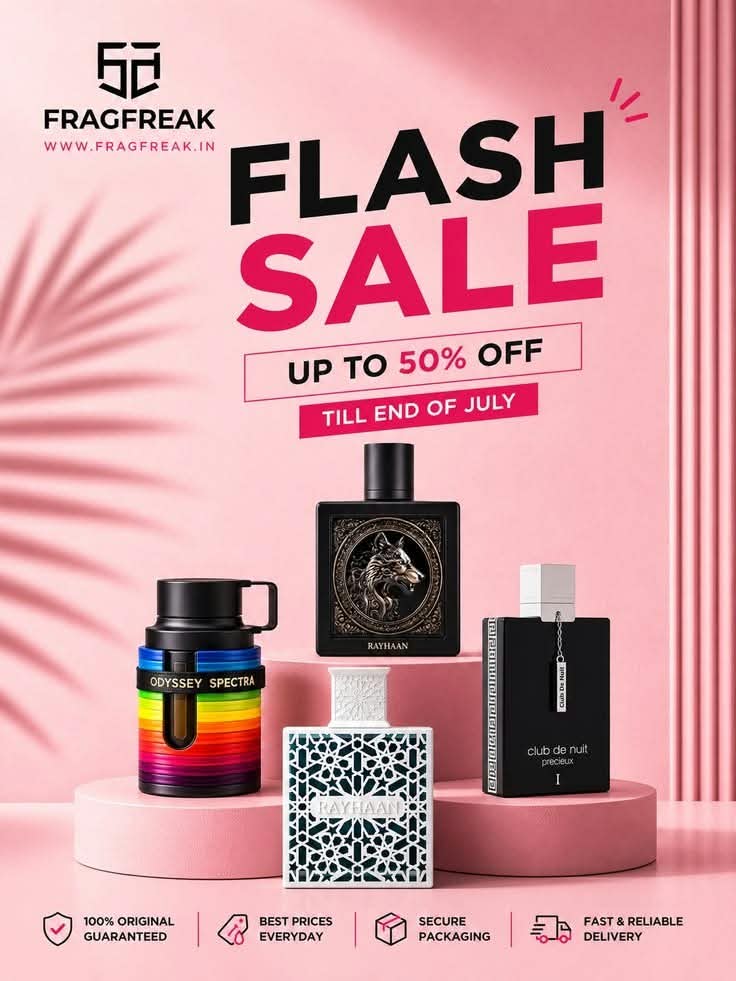 FRAGFREAK
WWW.FRAGFREAK.IN
FLASH
SALE
UP TO 50% OFF
TILL END OF JULY
RAYHAAN
ODYSSEY SPECTRA
RAYHAAN
Club De Nuit
club de nuit
precieux
I
100% ORIGINAL
GUARANTEED
BEST PRICES
EVERYDAY
SECURE
PACKAGING
FAST & RELIABLE
DELIVERY